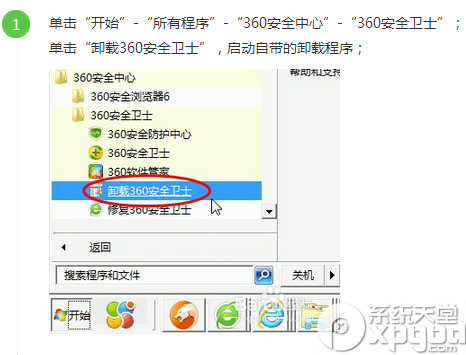 1 单击“开始”-“所有程序”-“360安全中心”-“360安全卫士”；
单击“卸载360安全卫士”，启动自带的卸载程序；
360安全中心
帮助和支持
360安全浏览器6
360安全卫士
360安全防护中心
360安全卫士
360软件管家
卸载360安全卫士
修复360安全卫士
返回
搜索程序和文件
关机
开始
系统天堂